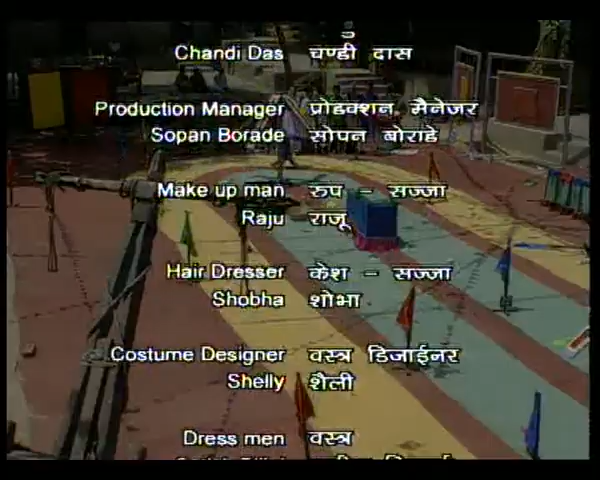 Chandi Das चण्डी दास
Production Manager प्रोडक्शन मैनेजर
Sopan Borade सोपन बोराडे
Make up man रुप - सज्जा
Raju राजू
Hair Dresser केश - सज्जा
Shobha शोभा
Costume Designer वस्त्र डिजाईनर
Shelly शैली
Dress men वस्त्र